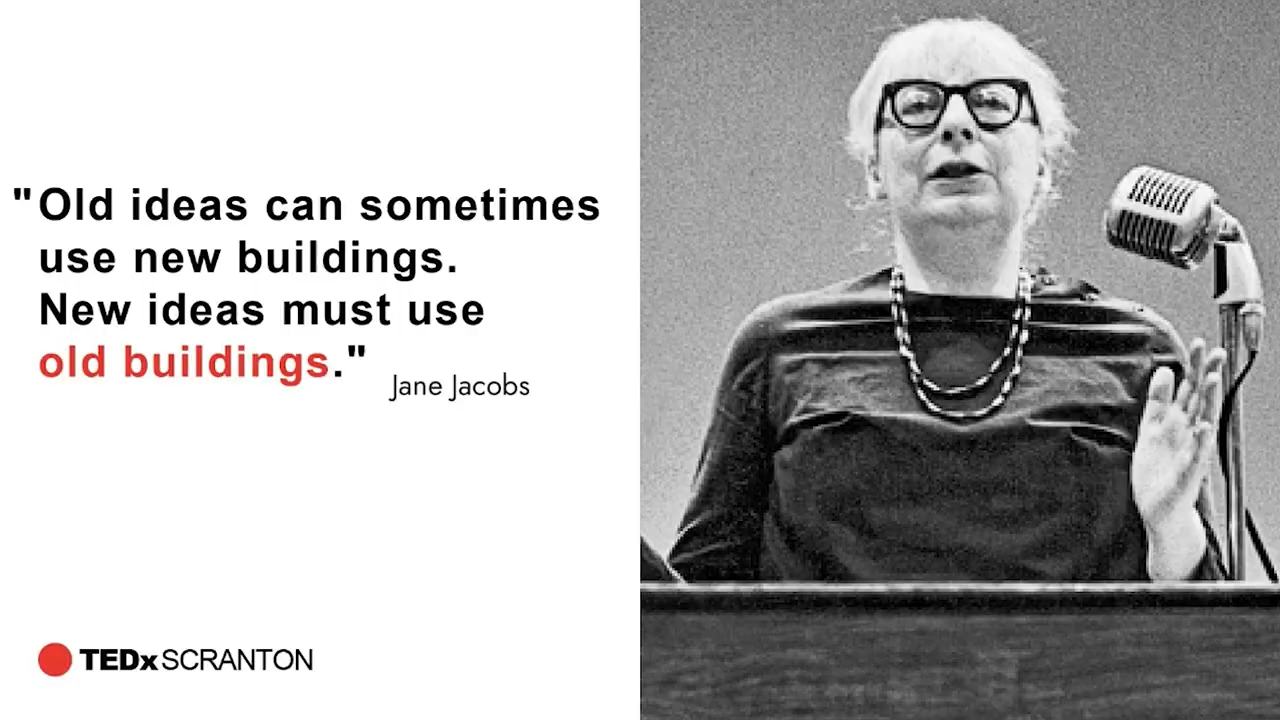 "Old ideas can sometimes
use new buildings.
New ideas must use
old buildings."
Jane Jacobs
TEDxSCRANTON